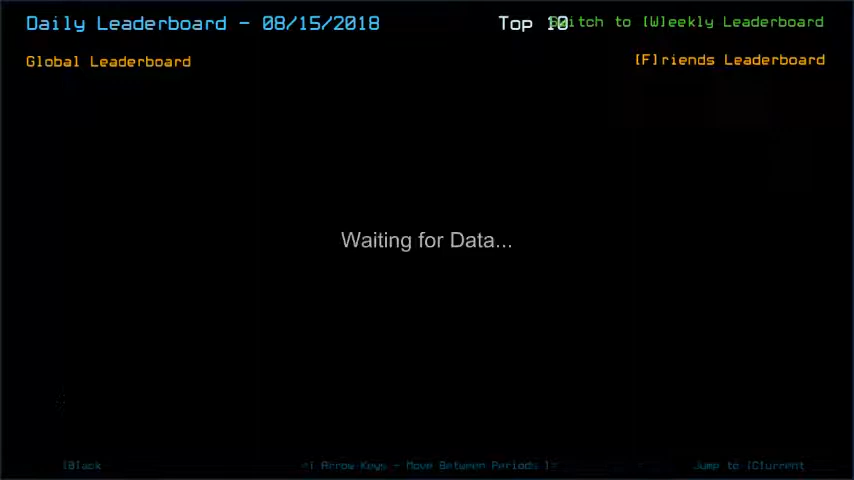 Daily Leaderboard - 08/15/2018 Top 10 Switch to [W]eekly Leaderboard
Global Leaderboard [F]riends Leaderboard
Waiting for Data...
[B]ack <[ Arrow Keys - Move Between Periods ]> Jump to [C]urrent